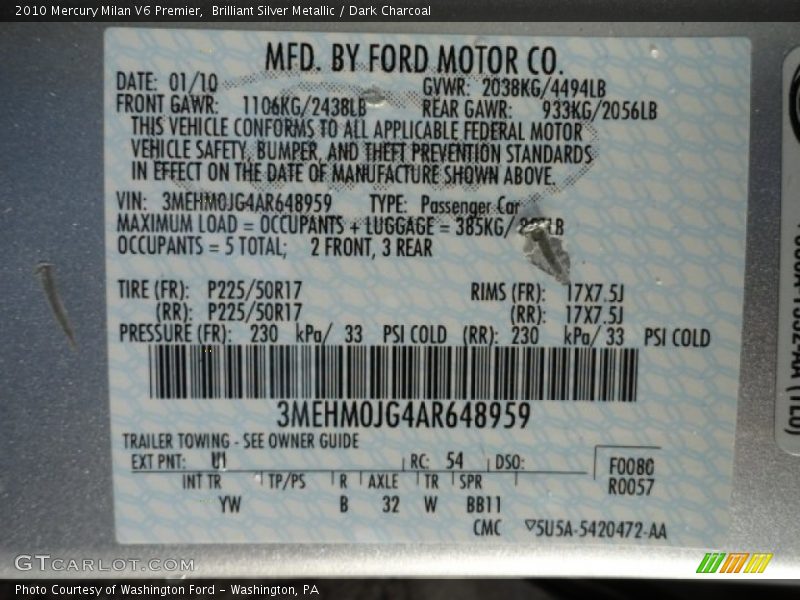 2010 Mercury Milan V6 Premier,  Brilliant Silver Metallic / Dark Charcoal
MFD. BY FORD MOTOR CO.
DATE: 01/10 GVWR: 2038KG/4494LB
FRONT GAWR: 1106KG/2438LB REAR GAWR: 933KG/2056LB
THIS VEHICLE CONFORMS TO ALL APPLICABLE FEDERAL MOTOR
VEHICLE SAFETY, BUMPER, AND THEFT PREVENTION STANDARDS
IN EFFECT ON THE DATE OF MANUFACTURE SHOWN ABOVE.
VIN: 3MEHM0JG4AR648959 TYPE: Passenger Car
MAXIMUM LOAD = OCCUPANTS + LUGGAGE = 385KG/
OCCUPANTS = 5 TOTAL; 2 FRONT, 3 REAR
TIRE (FR): P225/50R17 RIMS (FR): 17X7.5J
(RR): P225/50R17 (RR): 17X7.5J
PRESSURE (FR): 230 kPa/ 33 PSI COLD (RR): 230 kPa/ 33 PSI COLD
3MEHM0JG4AR648959
TRAILER TOWING - SEE OWNER GUIDE
EXT PNT: RC: 54 DSO: F0080
INT TR TP/PS R AXLE TR SPR R0057
YW B 32 W BB11
CMC ▽5U5A-5420472-AA
GTCarLot.com
Photo Courtesy of Washington Ford – Washington, PA